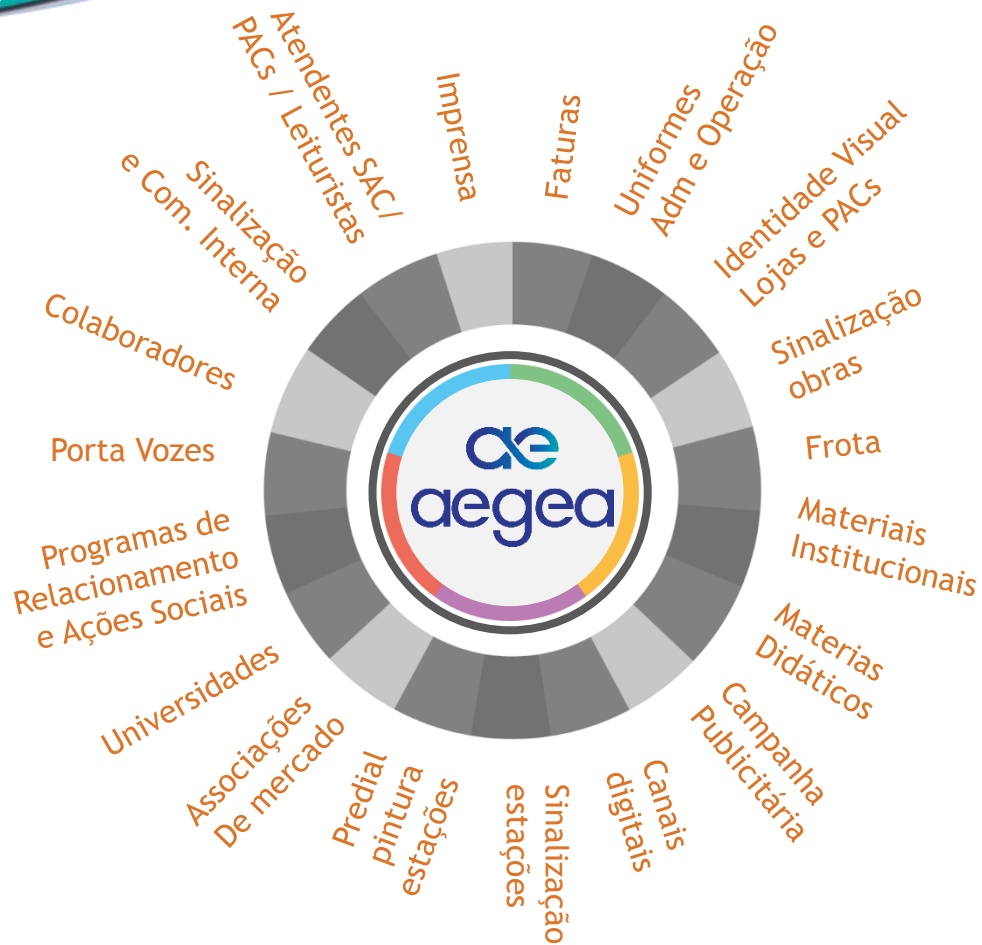 Faturas
Uniformes
Adm e Operação
Identidade Visual
Lojas e PACs
Sinalização
obras
Frota
Materiais
Institucionais
Materias
Didáticos
Campanha
Publicitária
Canais
digitais
Sinalização
estações
Predial
pintura
estações
Associações
De mercado
Universidades
Programas de
Relacionamento
e Ações Sociais
Porta Vozes
Colaboradores
Sinalização
e Com. Interna
Atendentes SAC/
PACs / Leituristas
Imprensa
ae
aegea